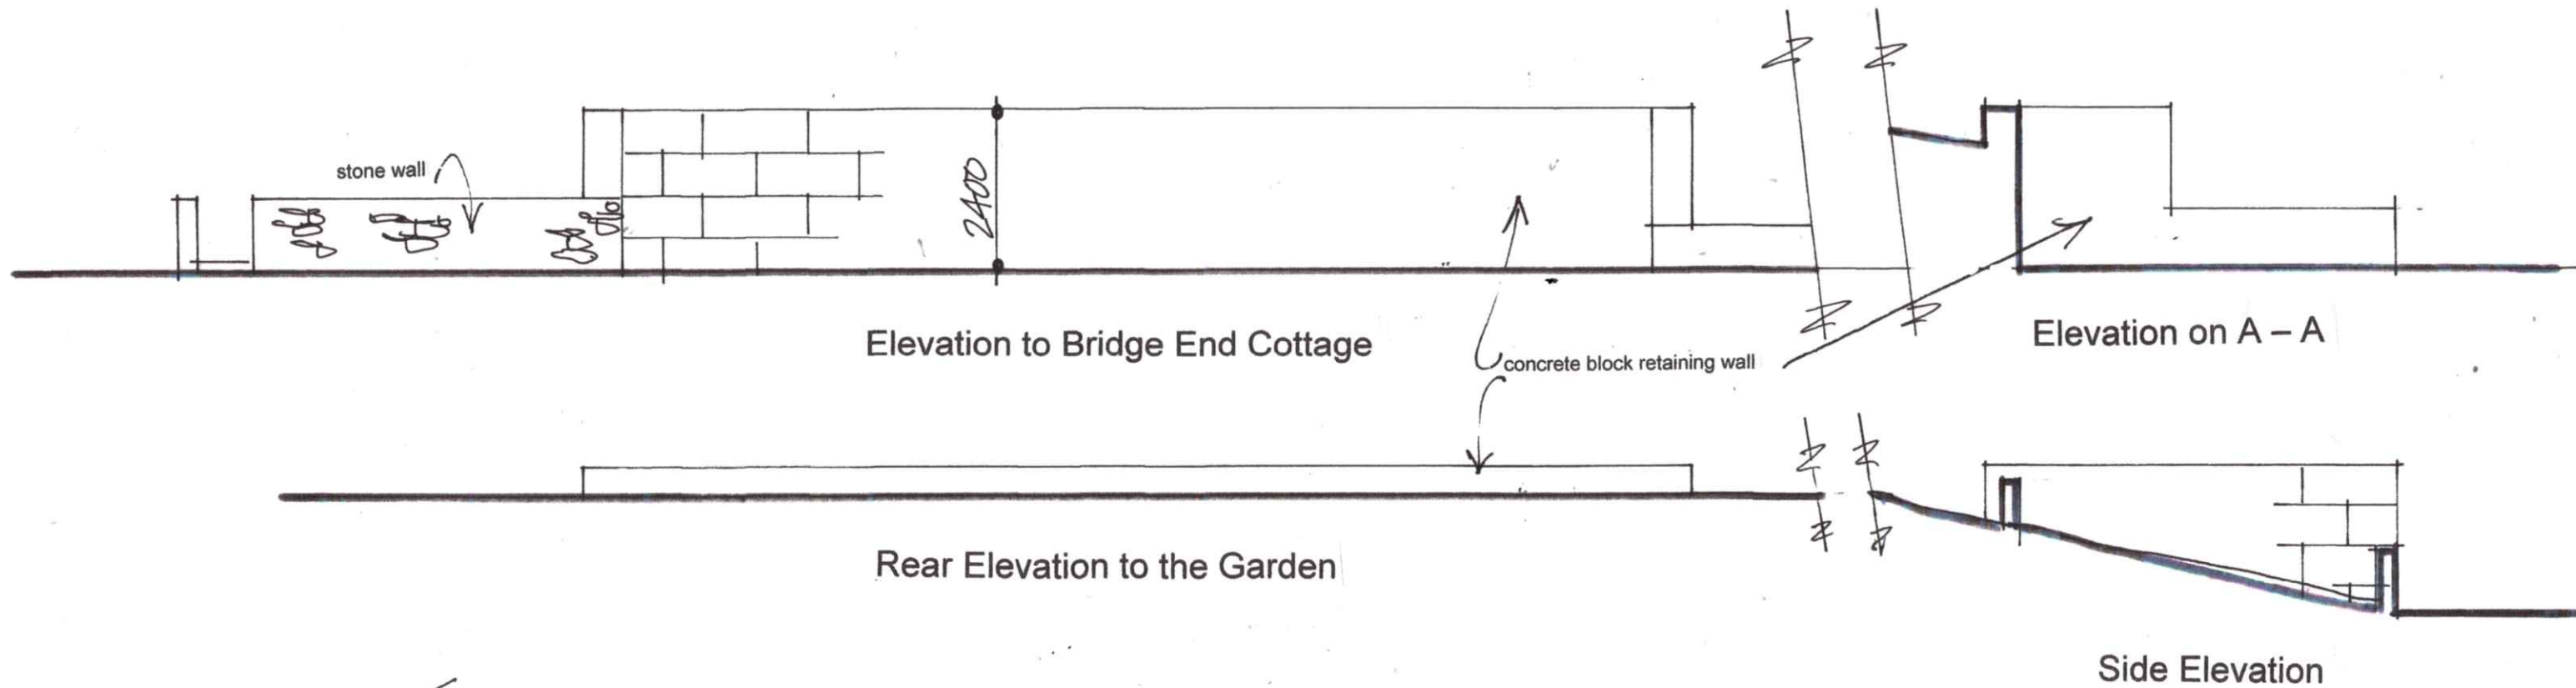 stone wall
2400
Elevation to Bridge End Cottage
Elevation on A – A
concrete block retaining wall
Rear Elevation to the Garden
Side Elevation